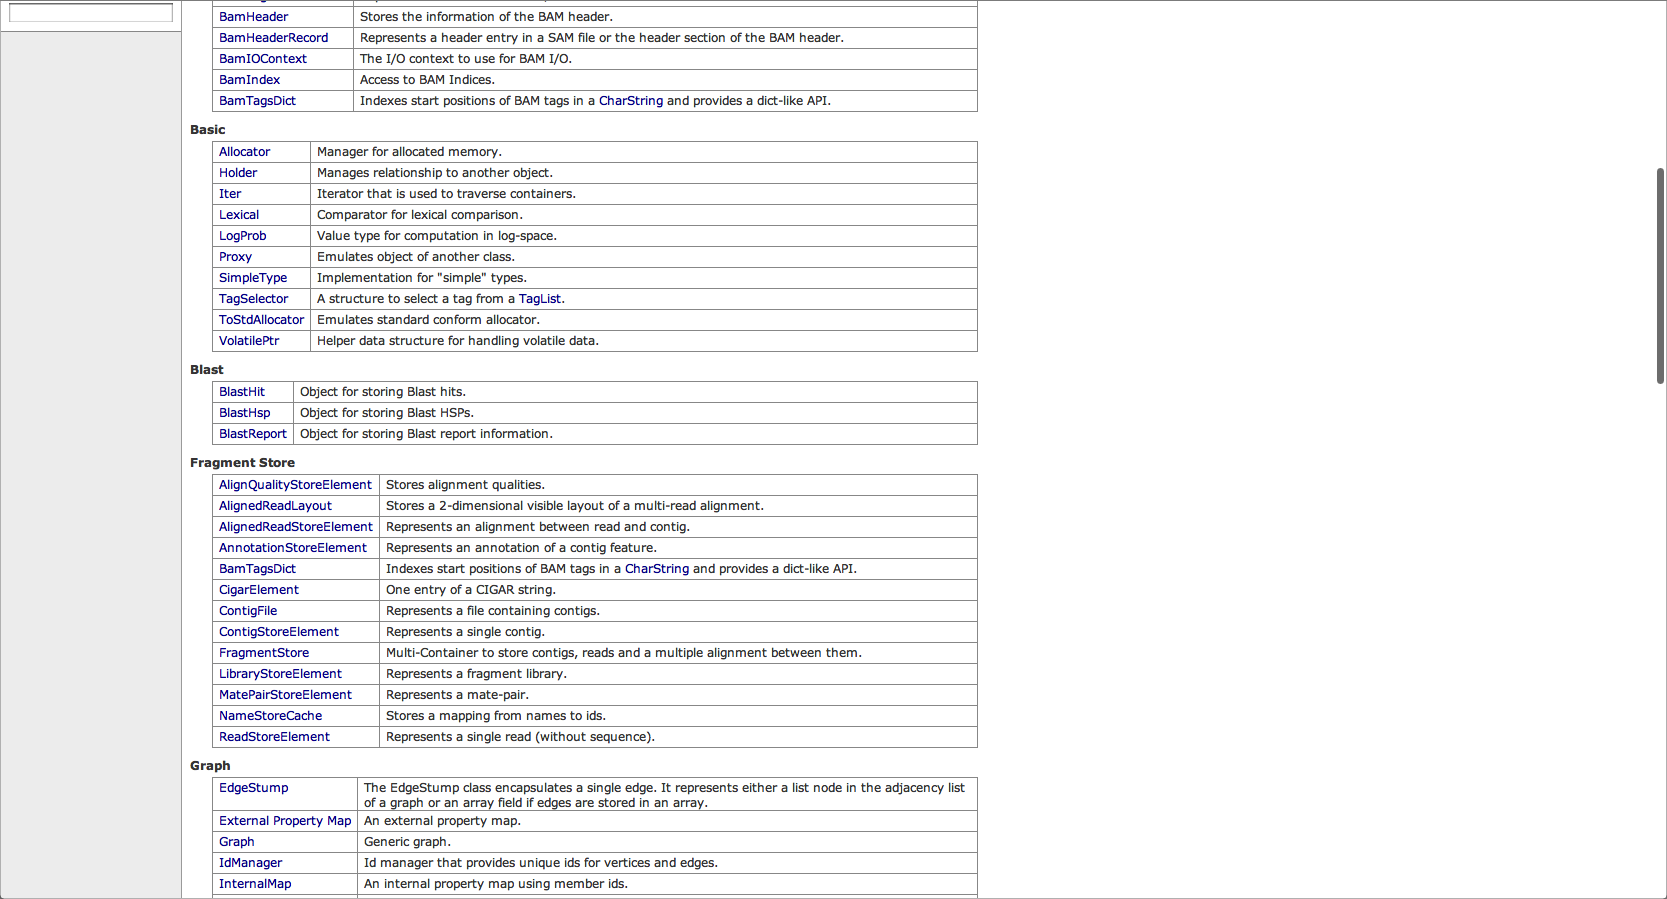 BamHeader Stores the information of the BAM header.
BamHeaderRecord Represents a header entry in a SAM file or the header section of the BAM header.
BamIOContext The I/O context to use for BAM I/O.
BamIndex Access to BAM Indices.
BamTagsDict Indexes start positions of BAM tags in a CharString and provides a dict-like API.
Basic
Allocator Manager for allocated memory.
Holder Manages relationship to another object.
Iter Iterator that is used to traverse containers.
Lexical Comparator for lexical comparison.
LogProb Value type for computation in log-space.
Proxy Emulates object of another class.
SimpleType Implementation for "simple" types.
TagSelector A structure to select a tag from a TagList.
ToStdAllocator Emulates standard conform allocator.
VolatilePtr Helper data structure for handling volatile data.
Blast
BlastHit Object for storing Blast hits.
BlastHsp Object for storing Blast HSPs.
BlastReport Object for storing Blast report information.
Fragment Store
AlignQualityStoreElement Stores alignment qualities.
AlignedReadLayout Stores a 2-dimensional visible layout of a multi-read alignment.
AlignedReadStoreElement Represents an alignment between read and contig.
AnnotationStoreElement Represents an annotation of a contig feature.
BamTagsDict Indexes start positions of BAM tags in a CharString and provides a dict-like API.
CigarElement One entry of a CIGAR string.
ContigFile Represents a file containing contigs.
ContigStoreElement Represents a single contig.
FragmentStore Multi-Container to store contigs, reads and a multiple alignment between them.
LibraryStoreElement Represents a fragment library.
MatePairStoreElement Represents a mate-pair.
NameStoreCache Stores a mapping from names to ids.
ReadStoreElement Represents a single read (without sequence).
Graph
EdgeStump The EdgeStump class encapsulates a single edge. It represents either a list node in the adjacency list
of a graph or an array field if edges are stored in an array.
External Property Map An external property map.
Graph Generic graph.
IdManager Id manager that provides unique ids for vertices and edges.
InternalMap An internal property map using member ids.